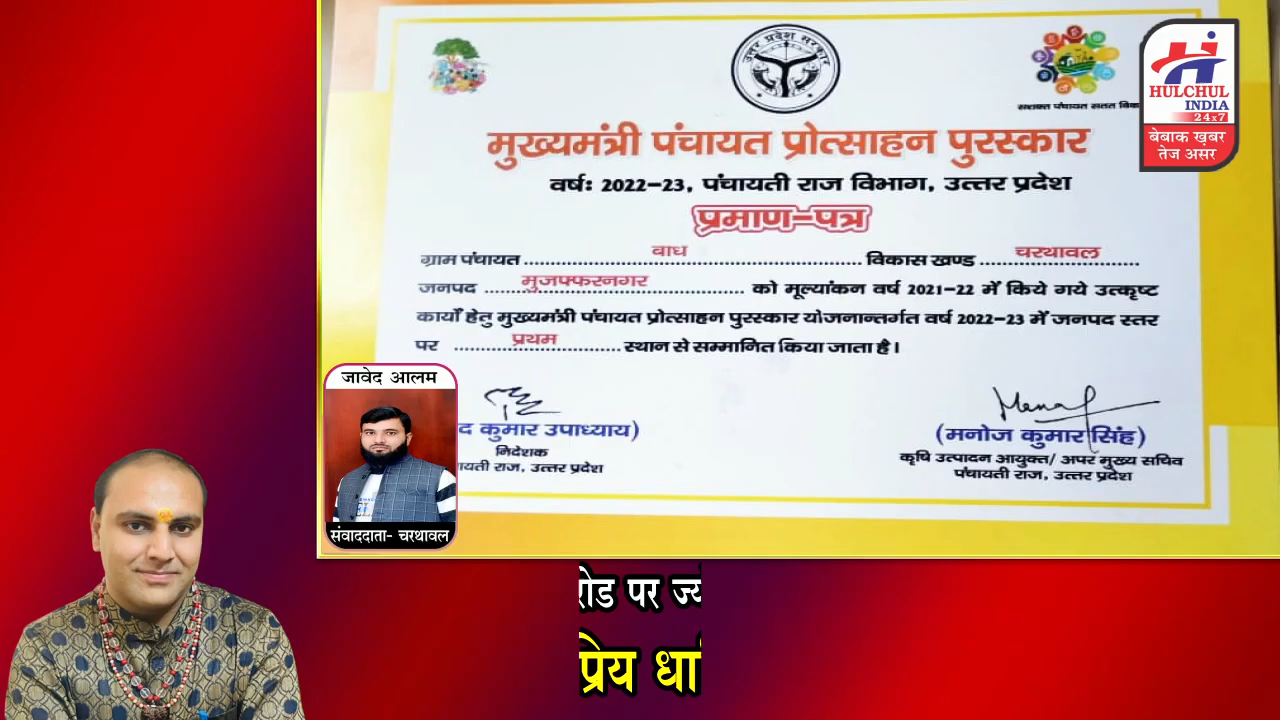 उत्तर प्रदेश सरकार
सशक्त पंचायत सतत
HULCHUL
INDIA
24x7
बेबाक ख़बर
तेज असर
मुख्यमंत्री पंचायत प्रोत्साहन पुरस्कार
वर्षः 2022-23, पंचायती राज विभाग, उत्तर प्रदेश
प्रमाण-पत्र
ग्राम पंचायत ........ बाध ........ विकास खण्ड ........ चरथावल ........
जनपद ........ मुजफ्फरनगर ........ को मूल्यांकन वर्ष 2021-22 में किये गये उत्कृष्ट
कार्यों हेतु मुख्यमंत्री पंचायत प्रोत्साहन पुरस्कार योजनान्तर्गत वर्ष 2022-23 में जनपद स्तर
पर ........ प्रथम ........ स्थान से सम्मानित किया जाता है।
कुमार उपाध्याय)
निदेशक
राज, उत्तर प्रदेश
(मनोज कुमार सिंह)
कृषि उत्पादन आयुक्त/ अपर मुख्य सचिव
पंचायती राज, उत्तर प्रदेश
जावेद आलम
संवाददाता- चरथावल
रोड पर
प्रिय